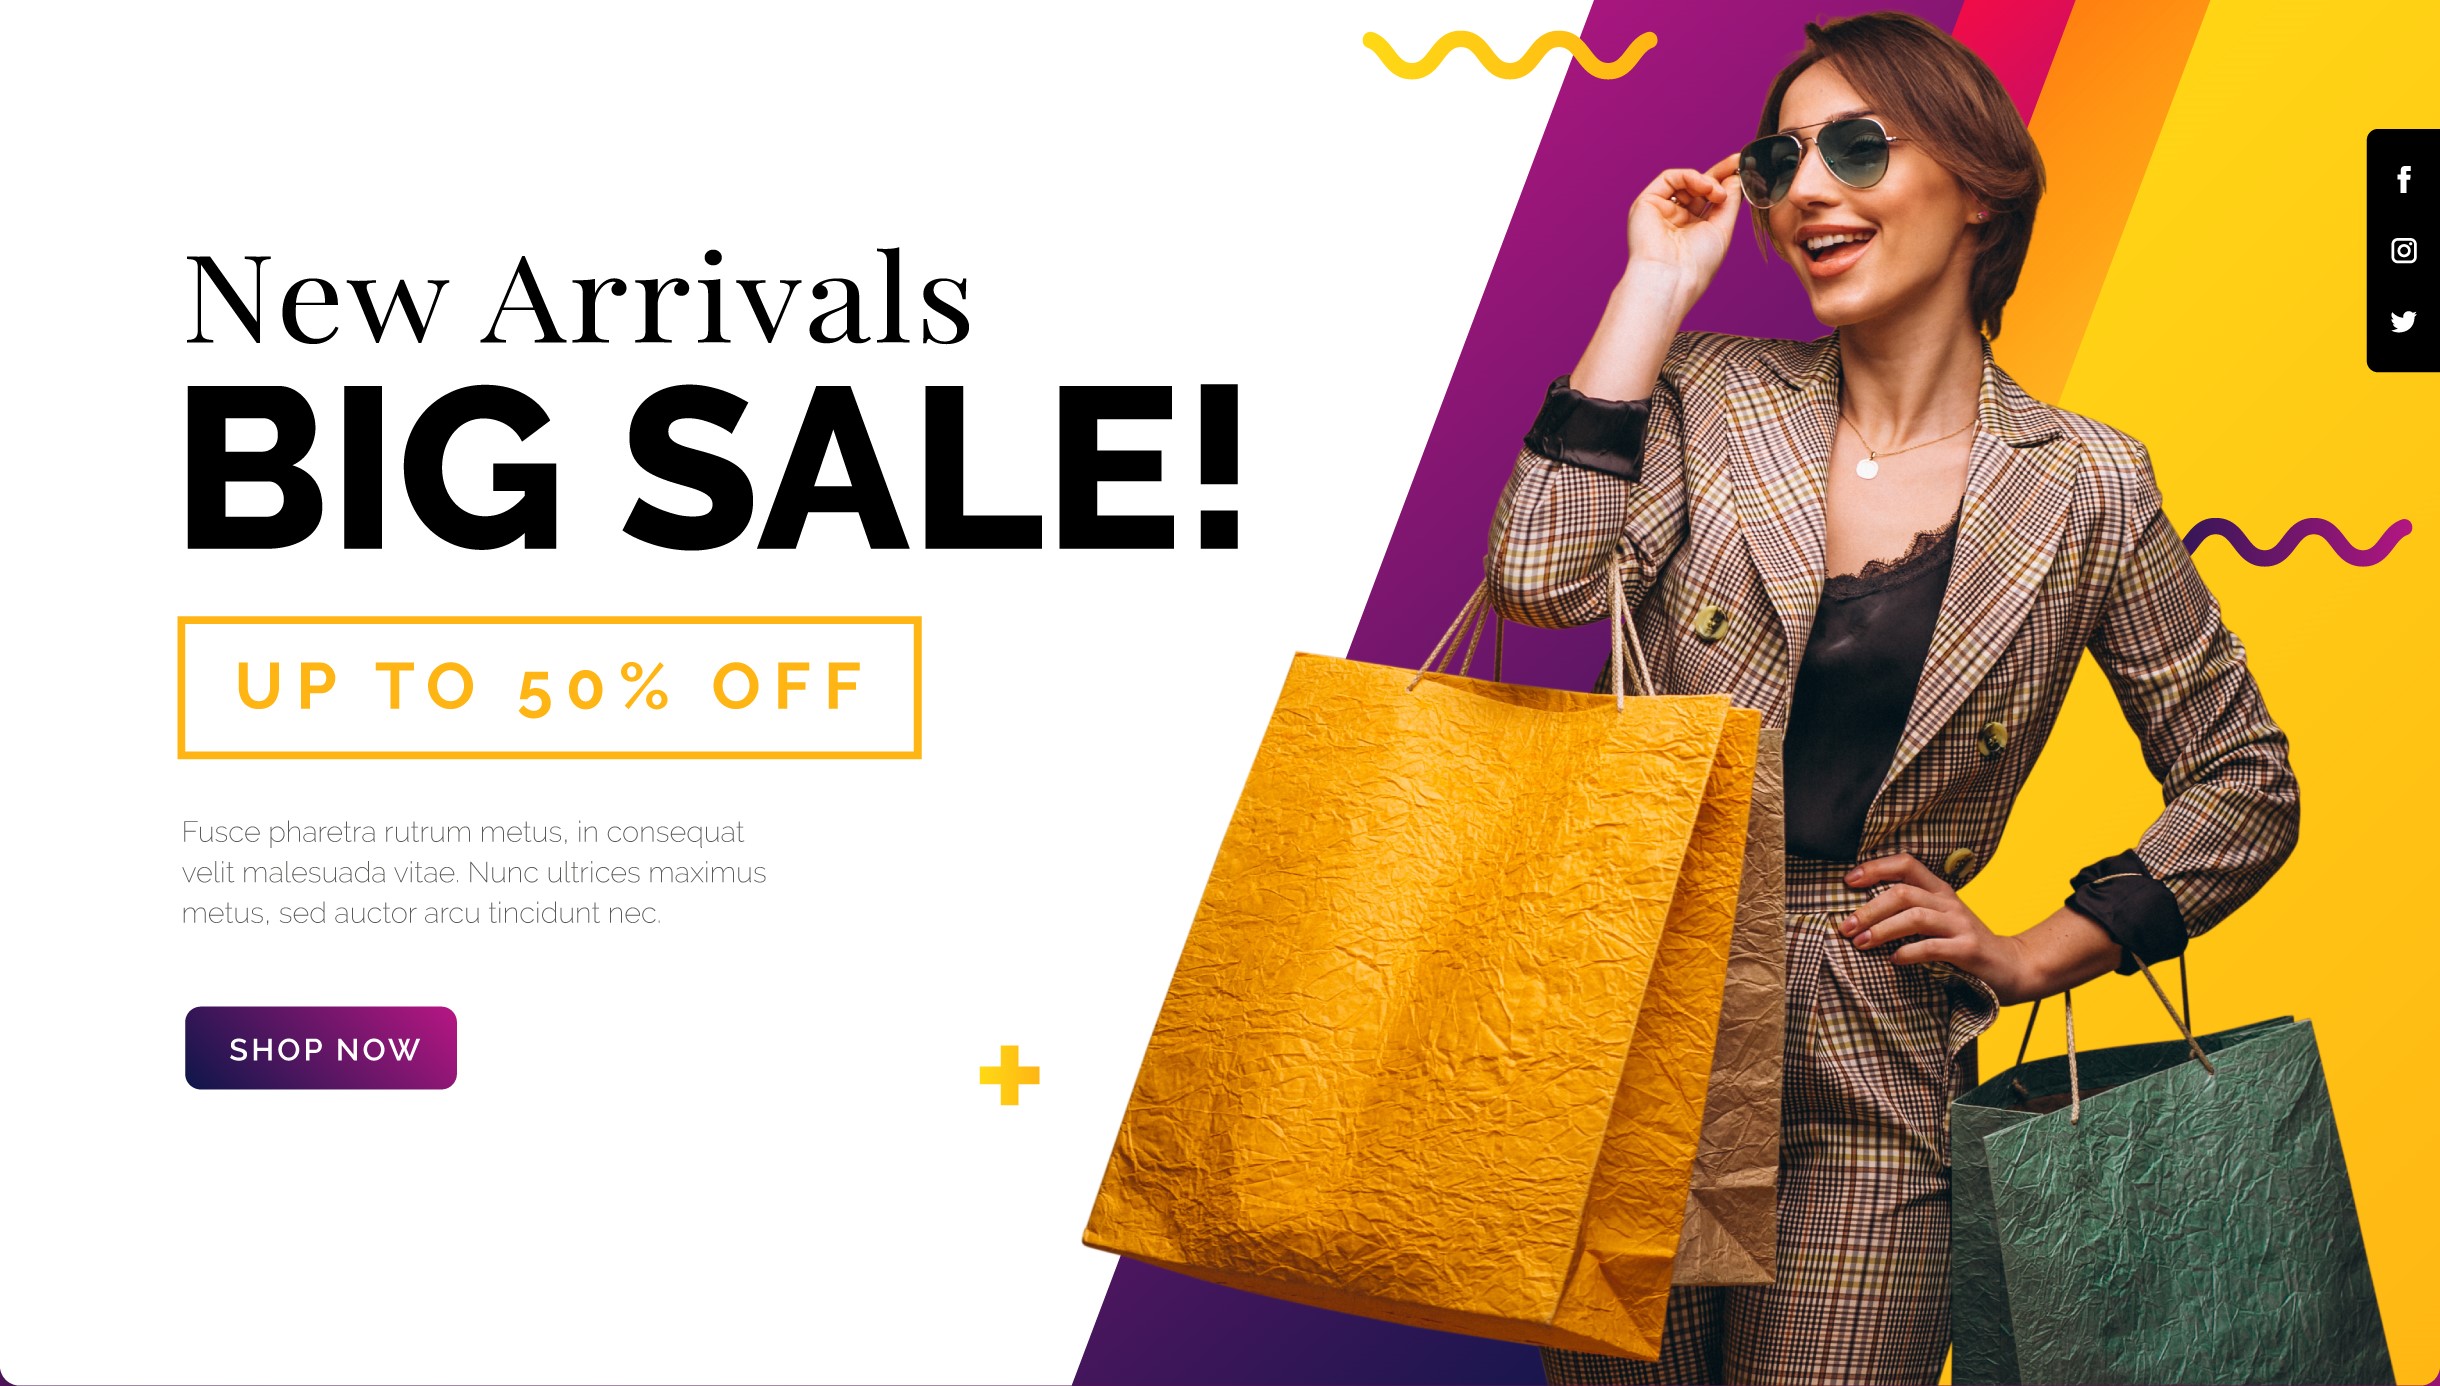 New Arrivals
BIG SALE!
UP TO 50% OFF
Fusce pharetra rutrum metus, in consequat
velit malesuada vitae. Nunc ultrices maximus
metus, sed auctor arcu tincidunt nec.
SHOP NOW